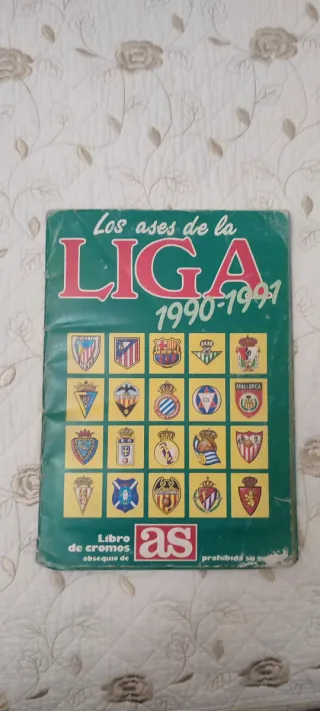 Los ases de la
LIGA
1990-1991
MALLORCA
Libro
de cromos
obsequio de
as
prohibida su